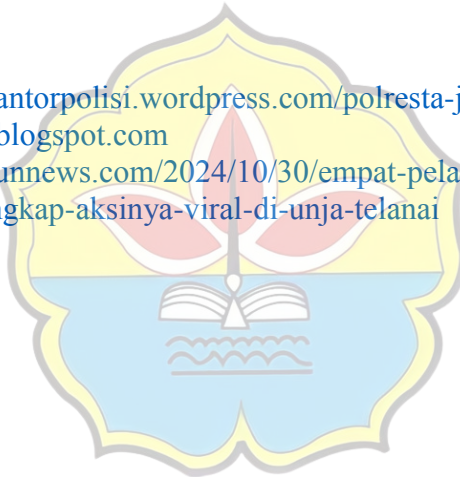 antorpolisi.wordpress.com/polresta-j
blogspot.com
unnews.com/2024/10/30/empat-pela
gkap-aksinya-viral-di-unja-telanai